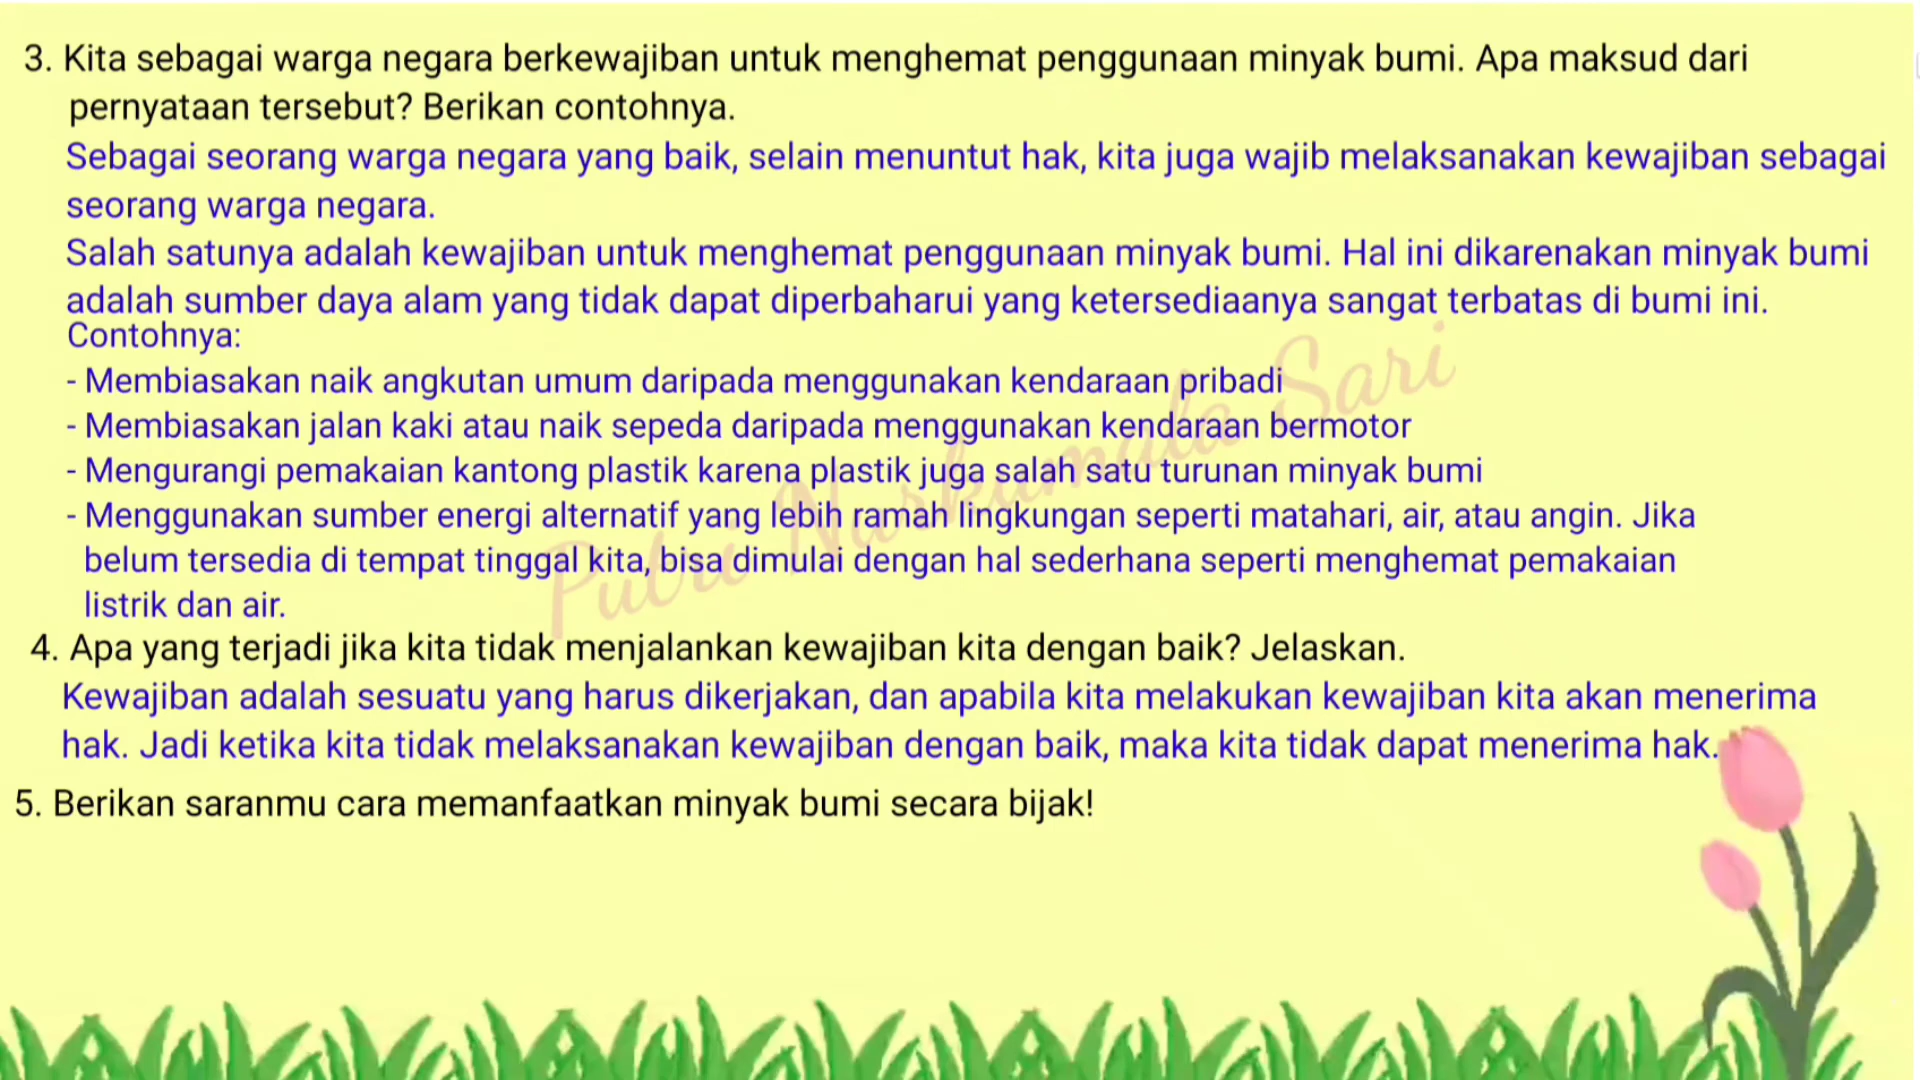 3. Kita sebagai warga negara berkewajiban untuk menghemat penggunaan minyak bumi. Apa maksud dari
pernyataan tersebut? Berikan contohnya.
Sebagai seorang warga negara yang baik, selain menuntut hak, kita juga wajib melaksanakan kewajiban sebagai
seorang warga negara.
Salah satunya adalah kewajiban untuk menghemat penggunaan minyak bumi. Hal ini dikarenakan minyak bumi
adalah sumber daya alam yang tidak dapat diperbaharui yang ketersediaanya sangat terbatas di bumi ini.
Contohnya:
- Membiasakan naik angkutan umum daripada menggunakan kendaraan pribadi
- Membiasakan jalan kaki atau naik sepeda daripada menggunakan kendaraan bermotor
- Mengurangi pemakaian kantong plastik karena plastik juga salah satu turunan minyak bumi
- Menggunakan sumber energi alternatif yang lebih ramah lingkungan seperti matahari, air, atau angin. Jika
belum tersedia di tempat tinggal kita, bisa dimulai dengan hal sederhana seperti menghemat pemakaian
listrik dan air.
Putri Nurkumala Sari
4. Apa yang terjadi jika kita tidak menjalankan kewajiban kita dengan baik? Jelaskan.
Kewajiban adalah sesuatu yang harus dikerjakan, dan apabila kita melakukan kewajiban kita akan menerima
hak. Jadi ketika kita tidak melaksanakan kewajiban dengan baik, maka kita tidak dapat menerima hak.
5. Berikan saranmu cara memanfaatkan minyak bumi secara bijak!